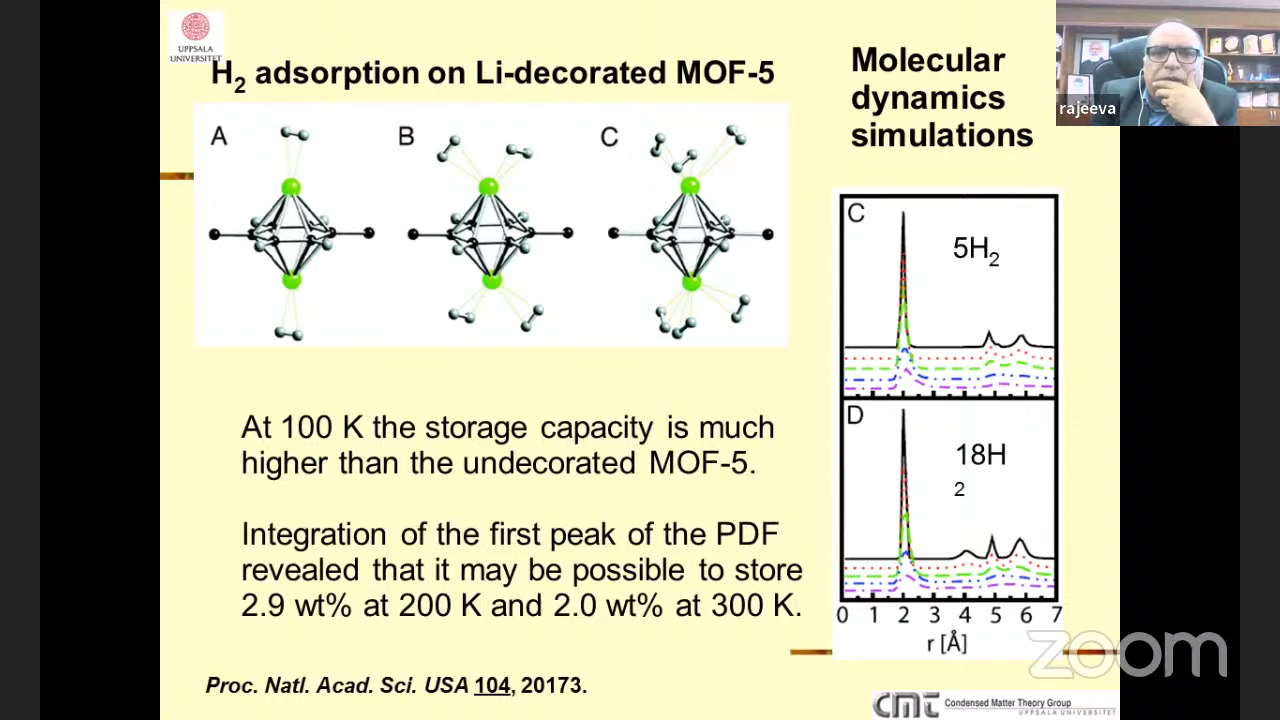 UPPSALA
UNIVERSITET
H2 adsorption on Li-decorated MOF-5
Molecular
dynamics
simulations
rajeeva
A
B
C
C
5H2
D
18H
2
0 1 2 3 4 5 6 7
r [Å]
At 100 K the storage capacity is much
higher than the undecorated MOF-5.
Integration of the first peak of the PDF
revealed that it may be possible to store
2.9 wt% at 200 K and 2.0 wt% at 300 K.
zoom
Proc. Natl. Acad. Sci. USA 104, 20173.
CMT Condensed Matter Theory Group
UPPSALA UNIVERSITET